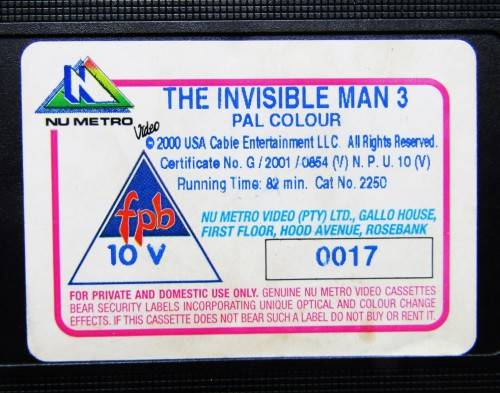 NU METRO
Video
THE INVISIBLE MAN 3
PAL COLOUR
© 2000 USA Cable Entertainment LLC. All Rights Reserved.
Certificate No. G / 2001 / 0854 (V) N. P. U. 10 (V)
Running Time: 82 min. Cat No. 2250
fpb
10 V
NU METRO VIDEO (PTY) LTD., GALLO HOUSE,
FIRST FLOOR, HOOD AVENUE, ROSEBANK
0017
FOR PRIVATE AND DOMESTIC USE ONLY. GENUINE NU METRO VIDEO CASSETTES
BEAR SECURITY LABELS INCORPORATING UNIQUE OPTICAL AND COLOUR CHANGE
EFFECTS. IF THIS CASSETTE DOES NOT BEAR SUCH A LABEL DO NOT BUY OR RENT IT.